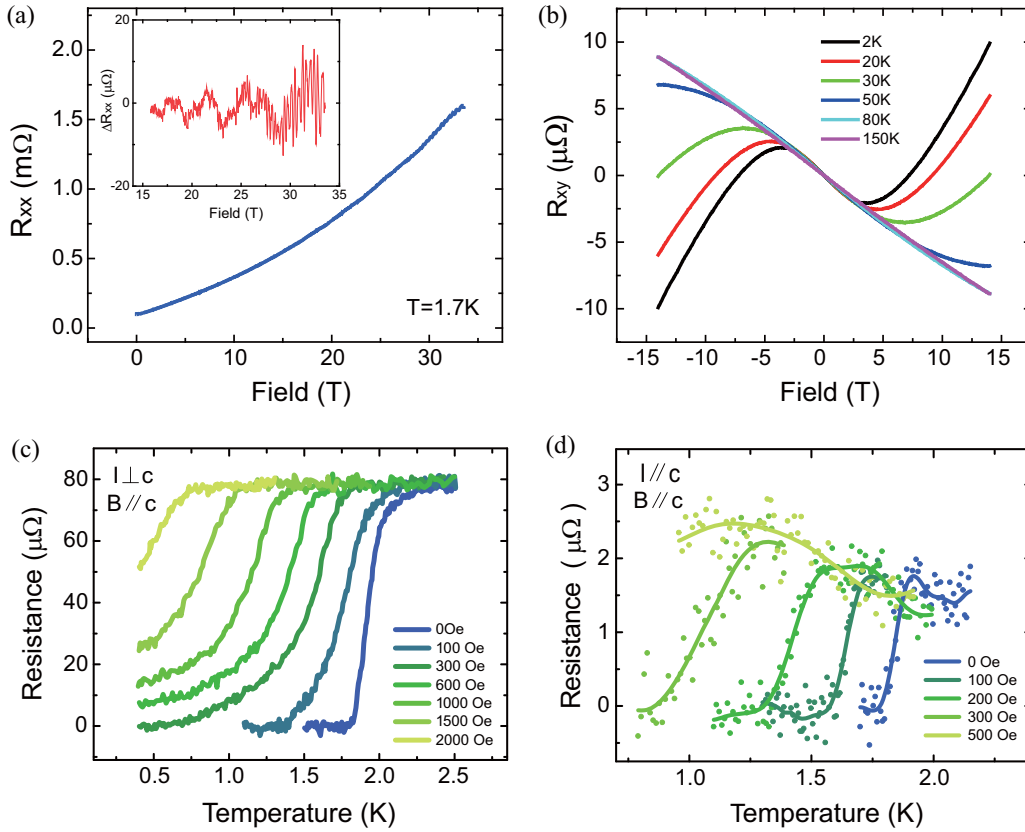 (a)
2.0
1.5
1.0
0.5
0.0
Rxx (mΩ)
0
10
20
30
Field (T)
T=1.7K
20
0
-20
ΔRxx (μΩ)
15
20
25
30
35
Field (T)
(b)
10
5
0
-5
-10
Rxy (μΩ)
-15
-10
-5
0
5
10
15
Field (T)
2K
20K
30K
50K
80K
150K
(c)
I⊥c
B//c
80
60
40
20
0
Resistance (μΩ)
0.5
1.0
1.5
2.0
2.5
Temperature (K)
0Oe
100 Oe
300 Oe
600 Oe
1000 Oe
1500 Oe
2000 Oe
(d)
I//c
B//c
3
2
1
0
Resistance (μΩ)
1.0
1.5
2.0
Temperature (K)
0 Oe
100 Oe
200 Oe
300 Oe
500 Oe